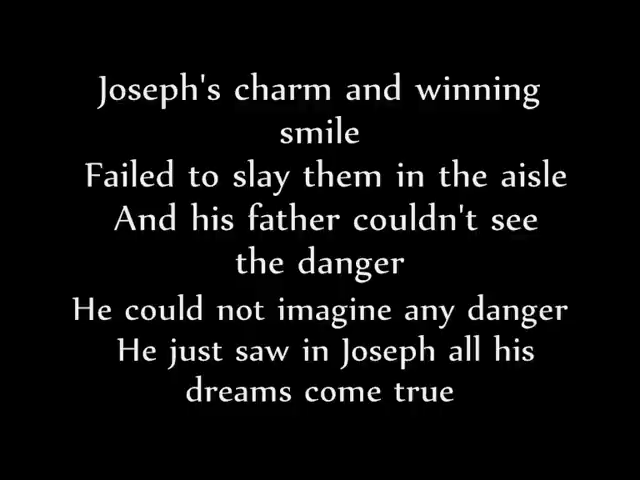 Joseph's charm and winning
smile
Failed to slay them in the aisle
And his father couldn't see
the danger
He could not imagine any danger
He just saw in Joseph all his
dreams come true